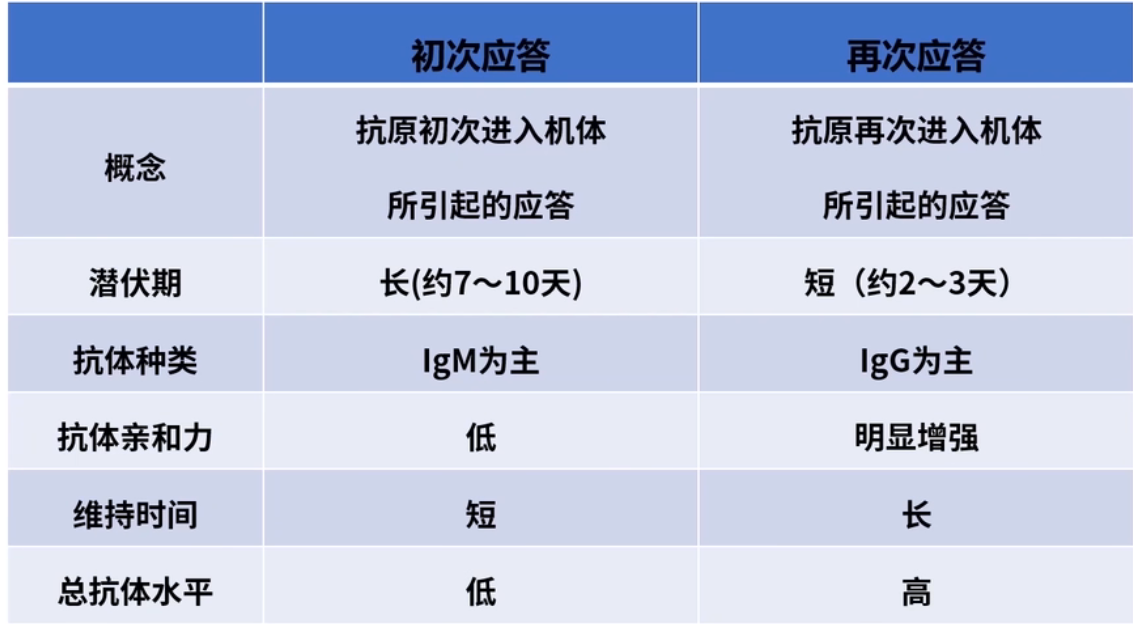 初次应答 再次应答
概念 抗原初次进入机体所引起的应答 抗原再次进入机体所引起的应答
潜伏期 长(约7～10天) 短（约2～3天）
抗体种类 IgM为主 IgG为主
抗体亲和力 低 明显增强
维持时间 短 长
总抗体水平 低 高